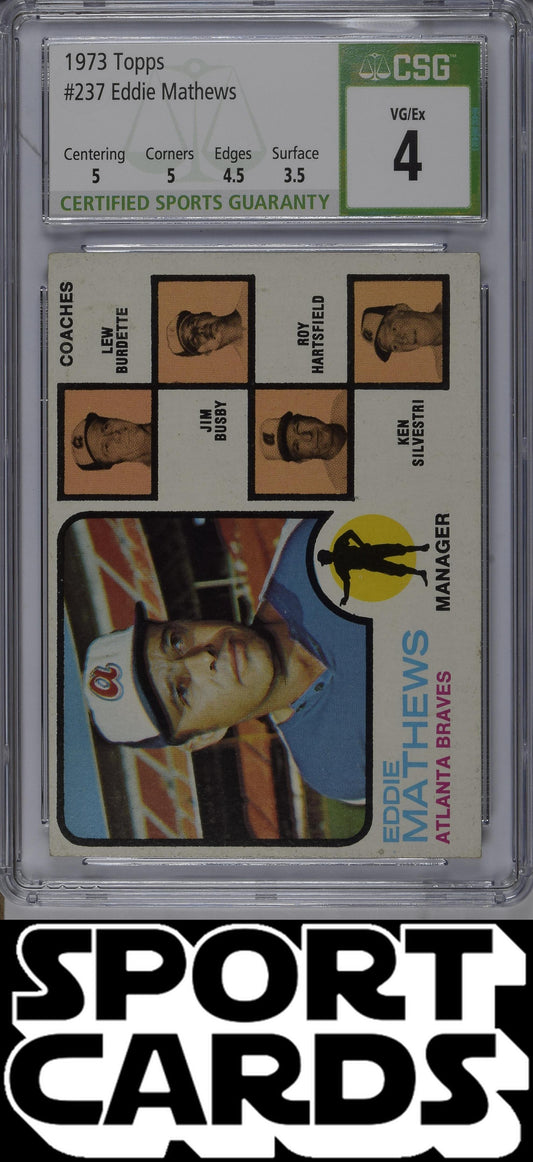 1973 Topps
#237 Eddie Mathews
Centering Corners Edges Surface
5 5 4.5 3.5
CERTIFIED SPORTS GUARANTY
CSG™
VG/Ex
4
COACHES
LEW
BURDETTE
ROY
HARTSFIELD
JIM
BUSBY
KEN
SILVESTRI
a
a
a
EDDIE
MATHEWS
ATLANTA BRAVES
MANAGER
SPORT
CARDS